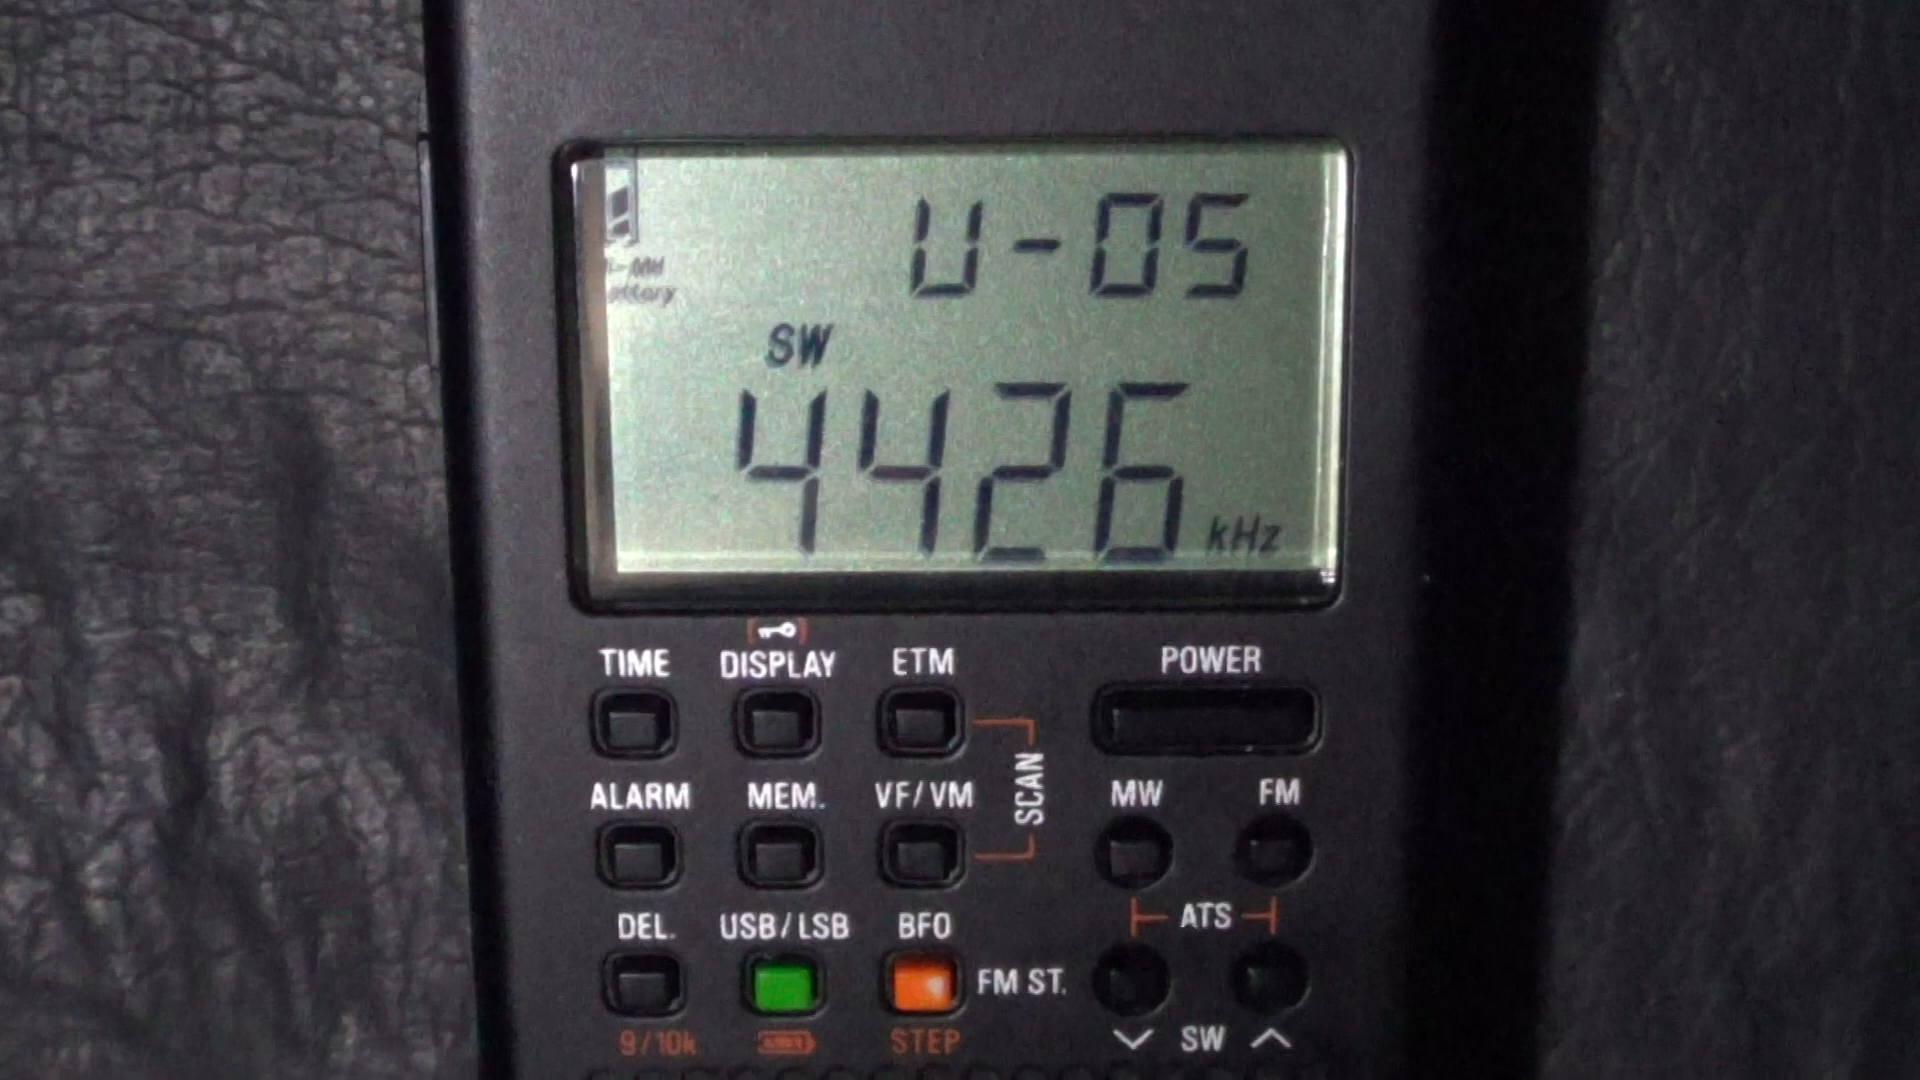 U-05
SW
4426 kHz
TIME DISPLAY ETM POWER
SCAN
ALARM MEM. VF/VM MW FM
ATS
DEL. USB/LSB BFO
FM ST.
9/10k STEP SW